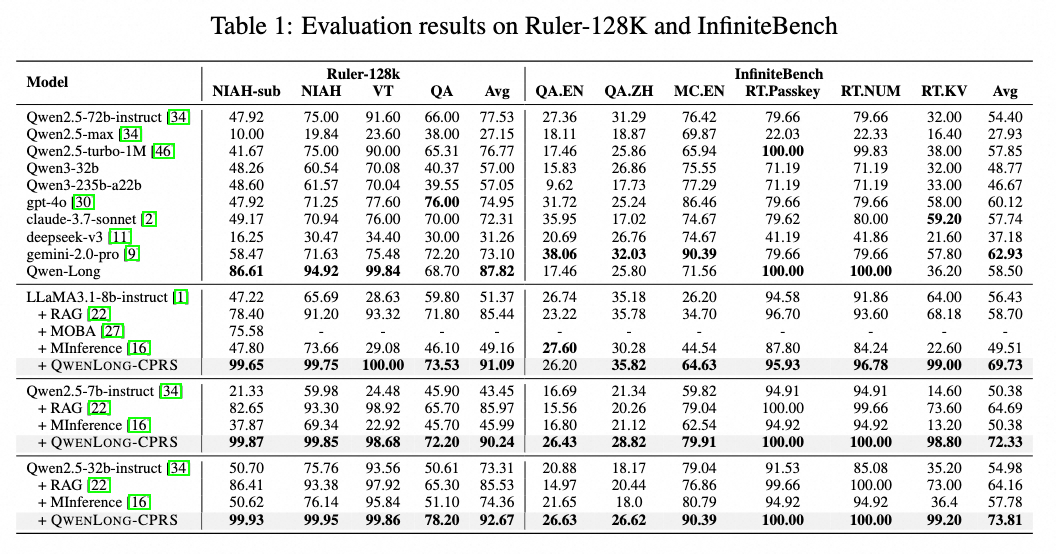 Table 1: Evaluation results on Ruler-128K and InfiniteBench
Model Ruler-128k InfiniteBench
NIAH-sub NIAH VT QA Avg QA.EN QA.ZH MC.EN RT.Passkey RT.NUM RT.KV Avg
Qwen2.5-72b-instruct [34] 47.92 75.00 91.60 66.00 77.53 27.36 31.29 76.42 79.66 79.66 32.00 54.40
Qwen2.5-max [34] 10.00 19.84 23.60 38.00 27.15 18.11 18.87 69.87 22.03 22.33 16.40 27.93
Qwen2.5-turbo-1M [46] 41.67 75.00 90.00 65.31 76.77 17.46 25.86 65.94 100.00 99.83 38.00 57.85
Qwen3-32b 48.26 60.54 70.08 40.37 57.00 15.83 26.86 75.55 71.19 71.19 32.00 48.77
Qwen3-235b-a22b 48.60 61.57 70.04 39.55 57.05 9.62 17.73 77.29 71.19 71.19 33.00 46.67
gpt-4o [30] 47.92 71.25 77.60 76.00 74.95 31.72 25.24 86.46 79.66 79.66 58.00 60.12
claude-3.7-sonnet [2] 49.17 70.94 76.00 70.00 72.31 35.95 17.02 74.67 79.62 80.00 59.20 57.74
deepseek-v3 [11] 16.25 30.47 34.40 30.00 31.26 20.69 26.76 74.67 41.19 41.86 21.60 37.18
gemini-2.0-pro [9] 58.47 71.63 75.48 72.20 73.10 38.06 32.03 90.39 79.66 79.66 57.80 62.93
Qwen-Long 86.61 94.92 99.84 68.70 87.82 17.46 25.80 71.56 100.00 100.00 36.20 58.50
LLaMA3.1-8b-instruct [1] 47.22 65.69 28.63 59.80 51.37 26.74 35.18 26.20 94.58 91.86 64.00 56.43
+ RAG [22] 78.40 91.20 93.32 71.80 85.44 23.22 35.78 34.70 96.70 93.60 68.18 58.70
+ MOBA [27] 75.58 - - - - - - - - - - -
+ MInference [16] 47.80 73.66 29.08 46.10 49.16 27.60 30.28 44.54 87.80 84.24 22.60 49.51
+ QWENLONG-CPRS 99.65 99.75 100.00 73.53 91.09 26.20 35.82 64.63 95.93 96.78 99.00 69.73
Qwen2.5-7b-instruct [34] 21.33 59.98 24.48 45.90 43.45 16.69 21.34 59.82 94.91 94.91 14.60 50.38
+ RAG [22] 82.65 93.30 98.92 65.70 85.97 15.56 20.26 79.04 100.00 99.66 73.60 64.69
+ MInference [16] 37.87 69.34 22.92 45.70 45.99 16.80 21.12 62.54 94.92 94.92 13.20 50.38
+ QWENLONG-CPRS 99.87 99.85 98.68 72.20 90.24 26.43 28.82 79.91 100.00 100.00 98.80 72.33
Qwen2.5-32b-instruct [34] 50.70 75.76 93.56 50.61 73.31 20.88 18.17 79.04 91.53 85.08 35.20 54.98
+ RAG [22] 86.41 93.38 97.92 65.30 85.53 14.97 20.44 76.86 99.66 100.00 73.00 64.16
+ MInference [16] 50.62 76.14 95.84 51.10 74.36 21.65 18.0 80.79 94.92 94.92 36.4 57.78
+ QWENLONG-CPRS 99.93 99.95 99.86 78.20 92.67 26.63 26.62 90.39 100.00 100.00 99.20 73.81